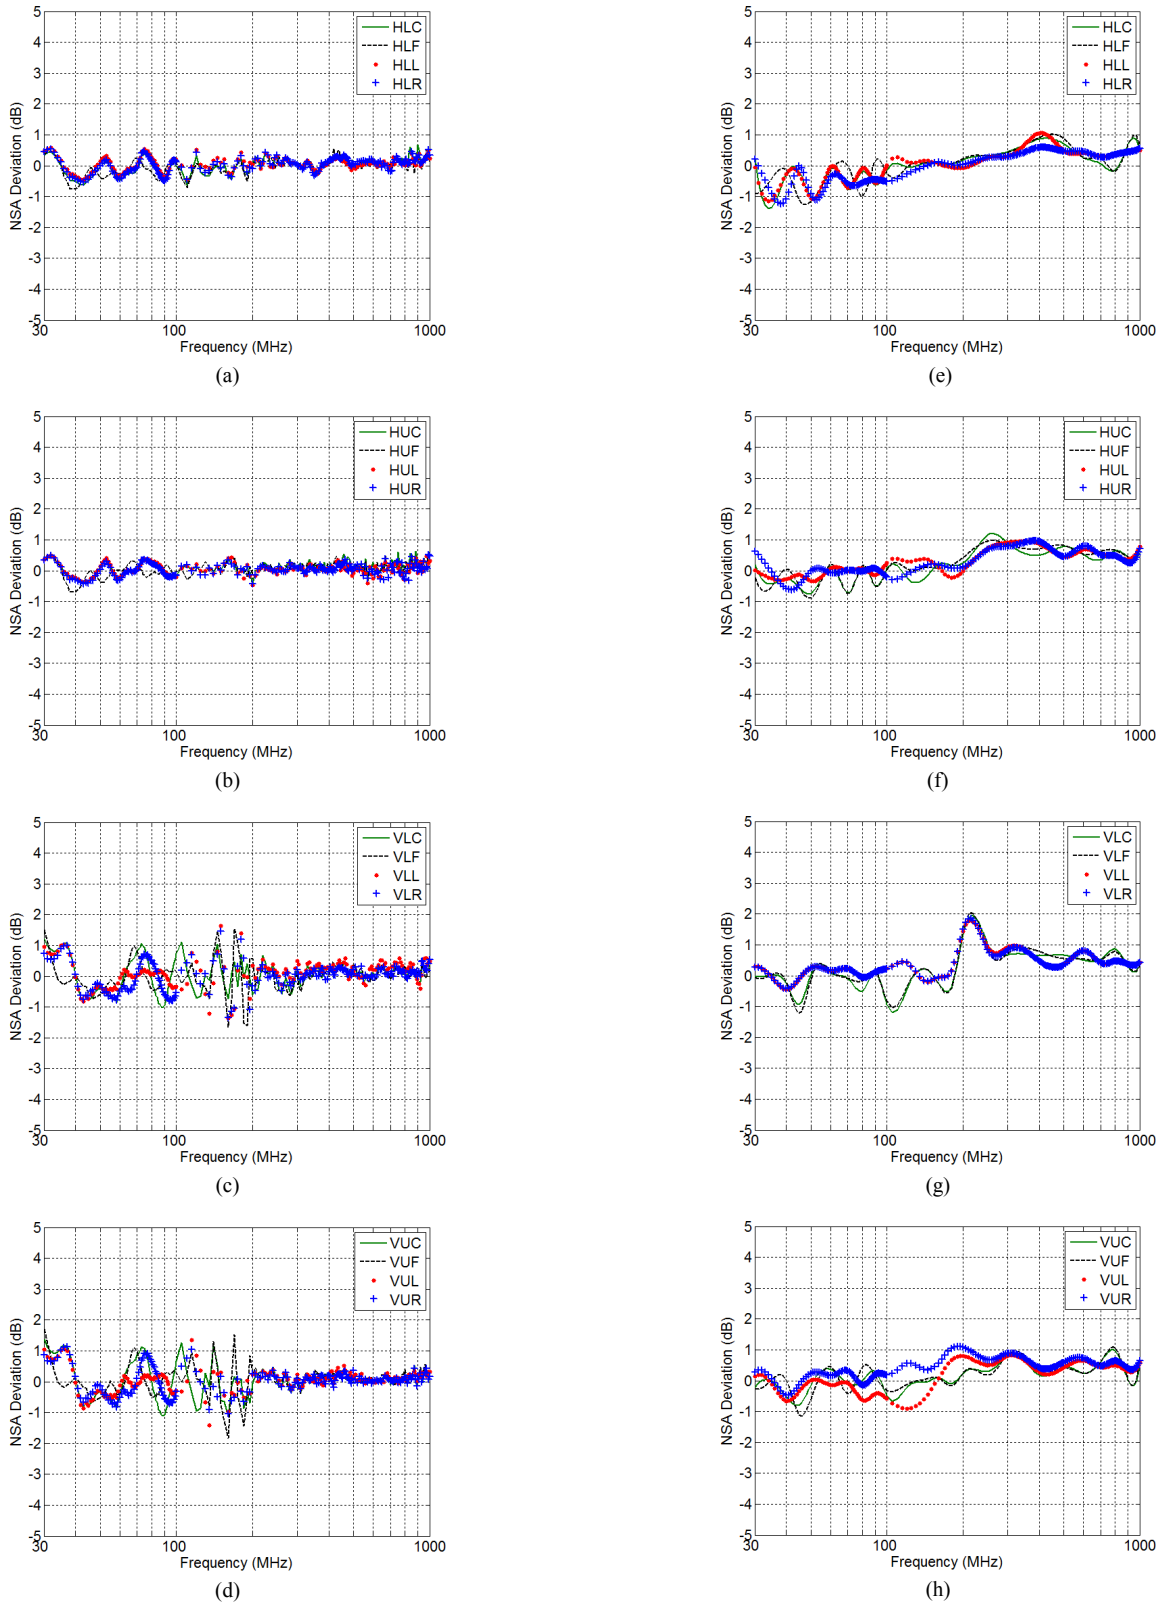 5
4
3
2
1
0
-1
-2
-3
-4
-5
NSA Deviation (dB)
HLC
HLF
HLL
HLR
30
100
1000
Frequency (MHz)
(a)
5
4
3
2
1
0
-1
-2
-3
-4
-5
NSA Deviation (dB)
HLC
HLF
HLL
HLR
30
100
1000
Frequency (MHz)
(e)
5
4
3
2
1
0
-1
-2
-3
-4
-5
NSA Deviation (dB)
HUC
HUF
HUL
HUR
30
100
1000
Frequency (MHz)
(b)
5
4
3
2
1
0
-1
-2
-3
-4
-5
NSA Deviation (dB)
HUC
HUF
HUL
HUR
30
100
1000
Frequency (MHz)
(f)
5
4
3
2
1
0
-1
-2
-3
-4
-5
NSA Deviation (dB)
VLC
VLF
VLL
VLR
30
100
1000
Frequency (MHz)
(c)
5
4
3
2
1
0
-1
-2
-3
-4
-5
NSA Deviation (dB)
VLC
VLF
VLL
VLR
30
100
1000
Frequency (MHz)
(g)
5
4
3
2
1
0
-1
-2
-3
-4
-5
NSA Deviation (dB)
VUC
VUF
VUL
VUR
30
100
1000
Frequency (MHz)
(d)
5
4
3
2
1
0
-1
-2
-3
-4
-5
NSA Deviation (dB)
VUC
VUF
VUL
VUR
30
100
1000
Frequency (MHz)
(h)